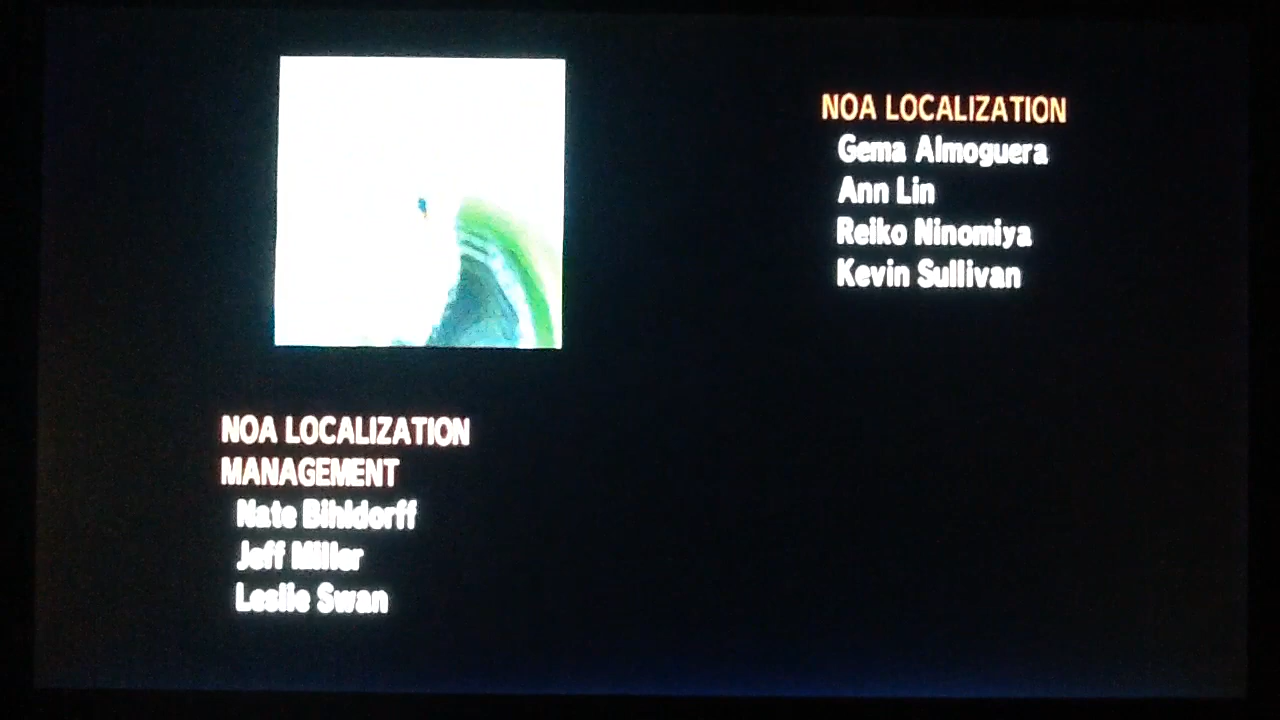 NOA LOCALIZATION
Gema Almoguera
Ann Lin
Reiko Ninomiya
Kevin Sullivan
NOA LOCALIZATION
MANAGEMENT
Nate Bihldorff
Jeff Miller
Leslie Swan